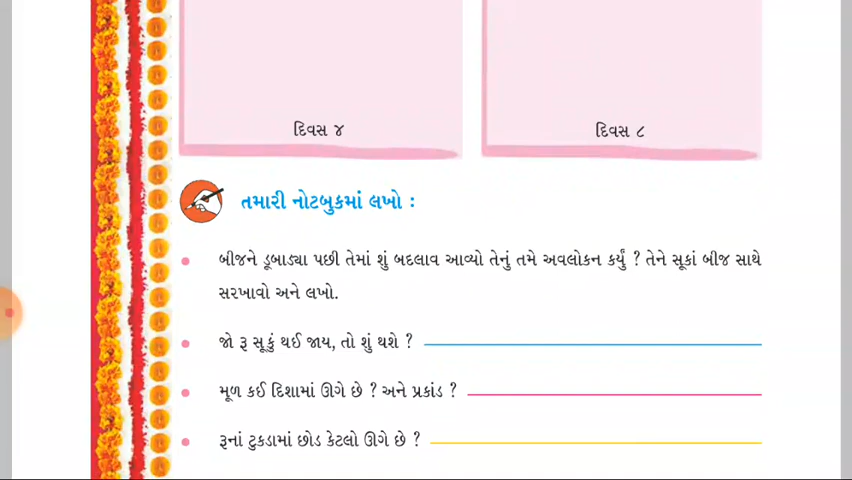 દિવસ ૪
દિવસ ૮
તમારી નોટબુકમાં લખો :
બીજને ડૂબાડ્યા પછી તેમાં શું બદલાવ આવ્યો તેનું તમે અવલોકન કર્યું ? તેને સૂકાં બીજ સાથે
સરખાવો અને લખો.
જો રૂ સૂકું થઈ જાય, તો શું થશે ?
મૂળ કઈ દિશામાં ઊગે છે ? અને પ્રકાંડ ?
રૂનાં ટુકડામાં છોડ કેટલો ઊગે છે ?